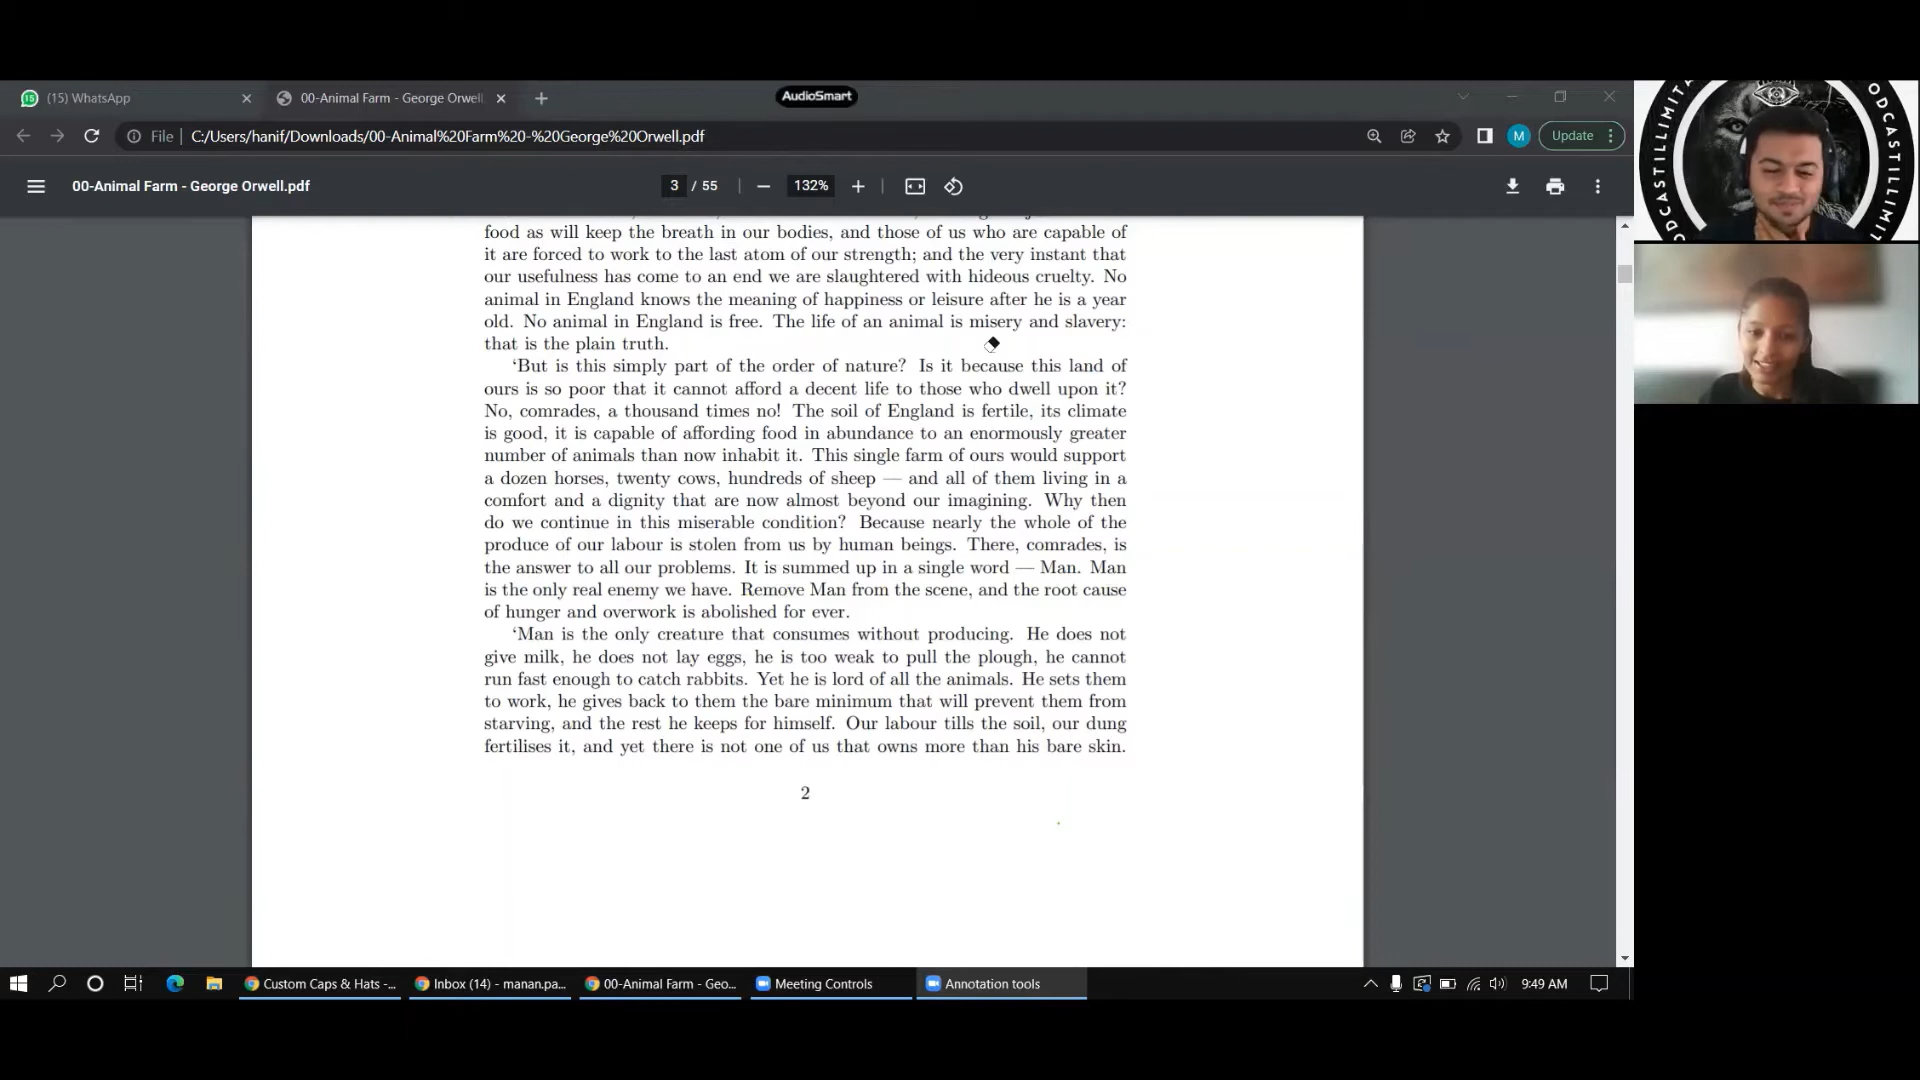 AudioSmart
(15) WhatsApp
00-Animal Farm - George Orwell.
File
C:/Users/hanif/Downloads/00-Animal%20Farm%20-%20George%20Orwell.pdf
M
Update
00-Animal Farm - George Orwell.pdf
3 / 55
132%
food as will keep the breath in our bodies, and those of us who are capable of
it are forced to work to the last atom of our strength; and the very instant that
our usefulness has come to an end we are slaughtered with hideous cruelty. No
animal in England knows the meaning of happiness or leisure after he is a year
old. No animal in England is free. The life of an animal is misery and slavery:
that is the plain truth.
‘But is this simply part of the order of nature? Is it because this land of
ours is so poor that it cannot afford a decent life to those who dwell upon it?
No, comrades, a thousand times no! The soil of England is fertile, its climate
is good, it is capable of affording food in abundance to an enormously greater
number of animals than now inhabit it. This single farm of ours would support
a dozen horses, twenty cows, hundreds of sheep — and all of them living in a
comfort and a dignity that are now almost beyond our imagining. Why then
do we continue in this miserable condition? Because nearly the whole of the
produce of our labour is stolen from us by human beings. There, comrades, is
the answer to all our problems. It is summed up in a single word — Man. Man
is the only real enemy we have. Remove Man from the scene, and the root cause
of hunger and overwork is abolished for ever.
‘Man is the only creature that consumes without producing. He does not
give milk, he does not lay eggs, he is too weak to pull the plough, he cannot
run fast enough to catch rabbits. Yet he is lord of all the animals. He sets them
to work, he gives back to them the bare minimum that will prevent them from
starving, and the rest he keeps for himself. Our labour tills the soil, our dung
fertilises it, and yet there is not one of us that owns more than his bare skin.
2
Custom Caps & Hats -...
Inbox (14) - manan.pa...
00-Animal Farm - Geo...
Meeting Controls
Annotation tools
9:49 AM